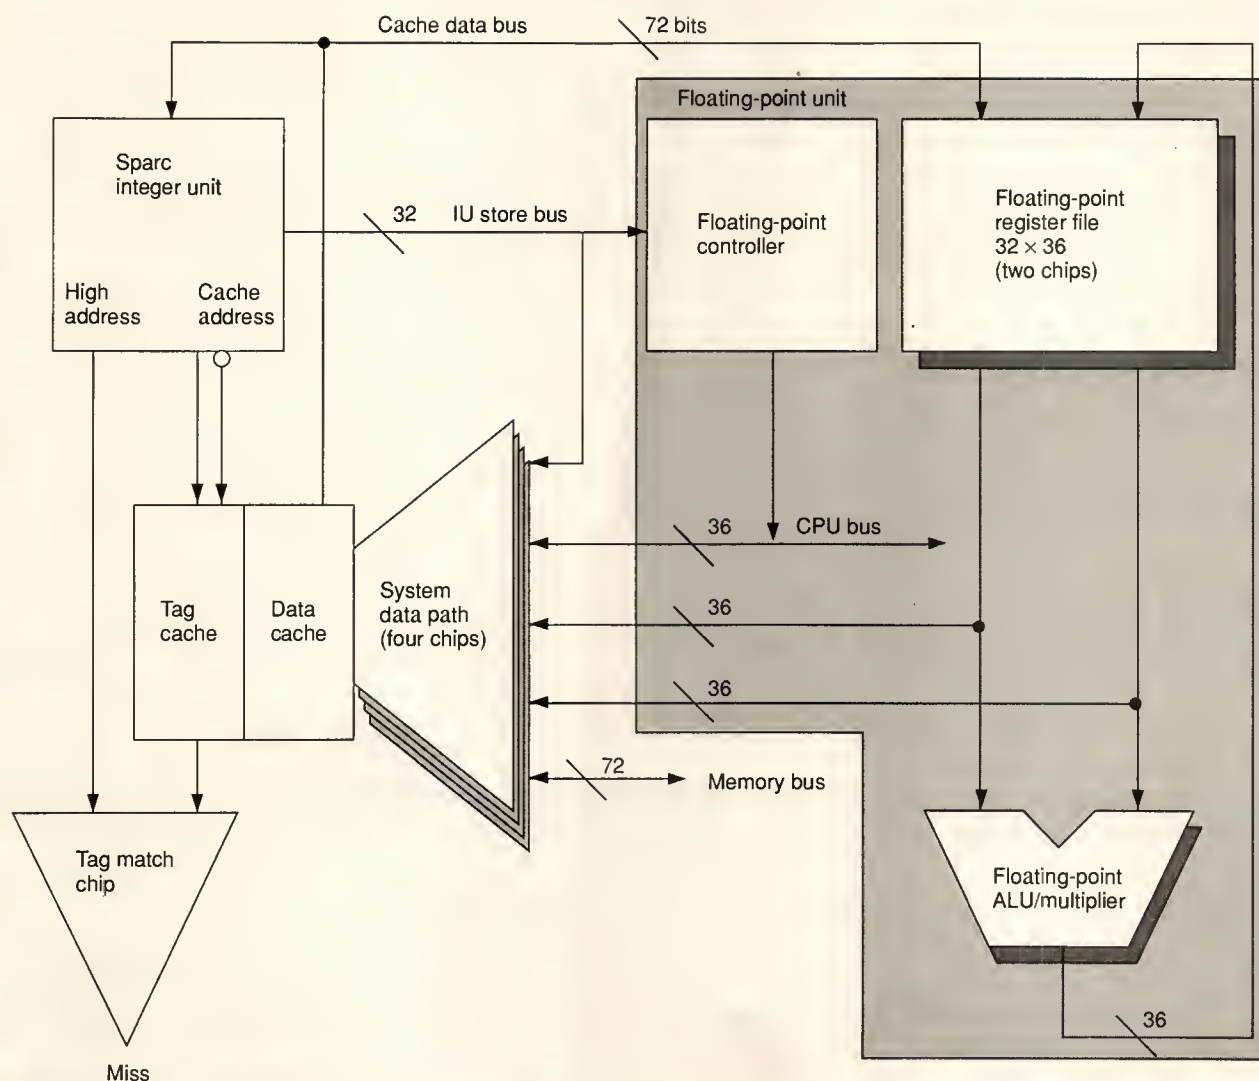 Cache data bus
72 bits
Floating-point unit
Sparc
integer unit
High
address
Cache
address
32
IU store bus
Floating-point
controller
Floating-point
register file
32 × 36
(two chips)
36
CPU bus
Tag
cache
Data
cache
System
data path
(four chips)
36
36
72
Memory bus
Tag match
chip
Floating-point
ALU/multiplier
36
Miss